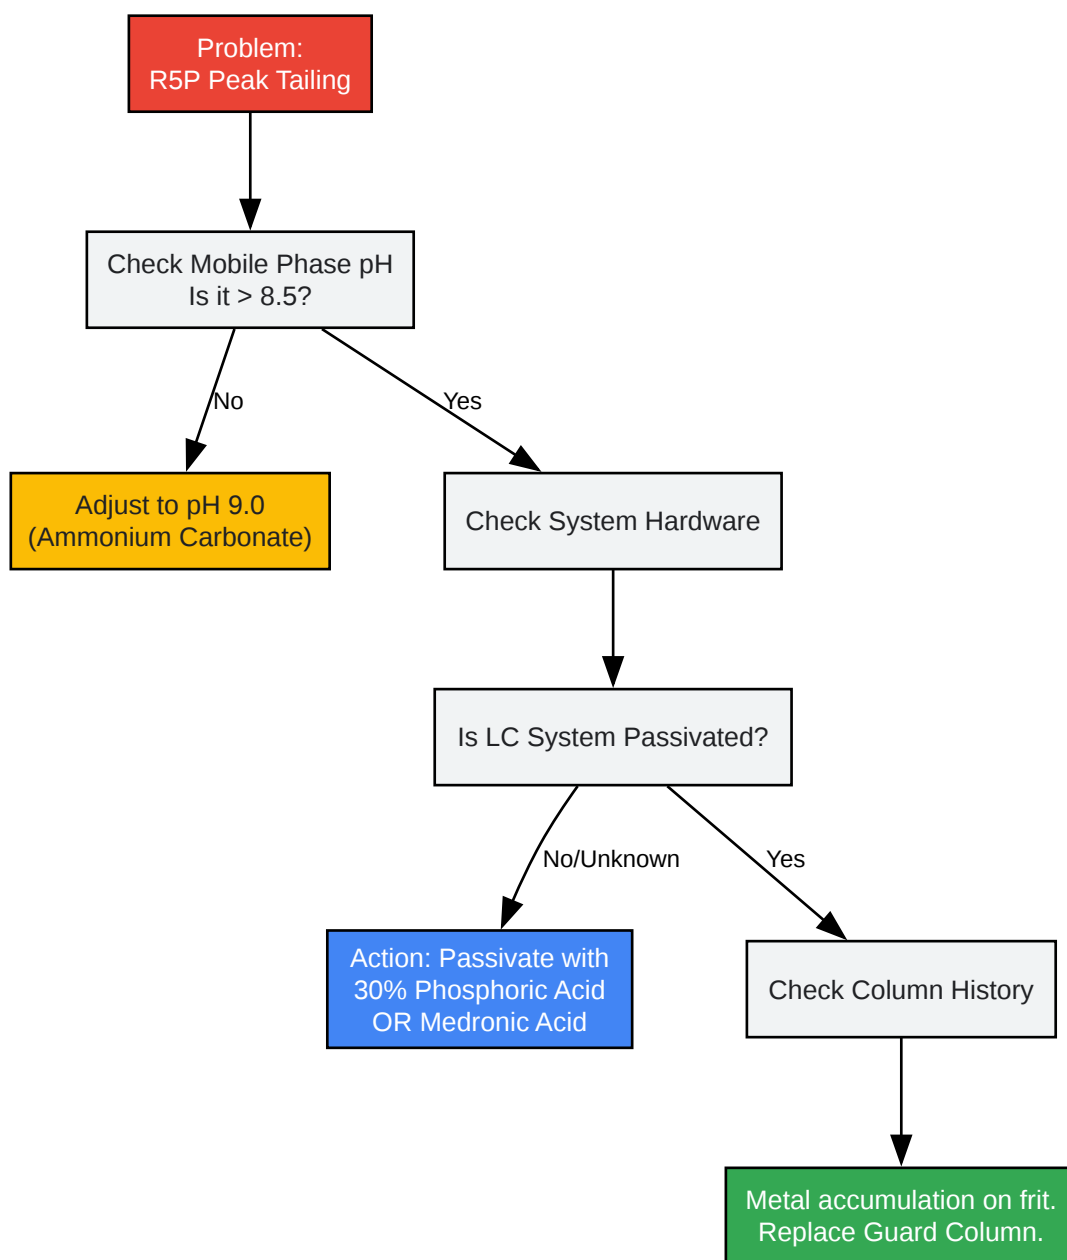 Problem:
R5P Peak Tailing
Check Mobile Phase pH
Is it > 8.5?
No
Yes
Adjust to pH 9.0
(Ammonium Carbonate)
Check System Hardware
Is LC System Passivated?
No/Unknown
Yes
Action: Passivate with
30% Phosphoric Acid
OR Medronic Acid
Check Column History
Metal accumulation on frit.
Replace Guard Column.